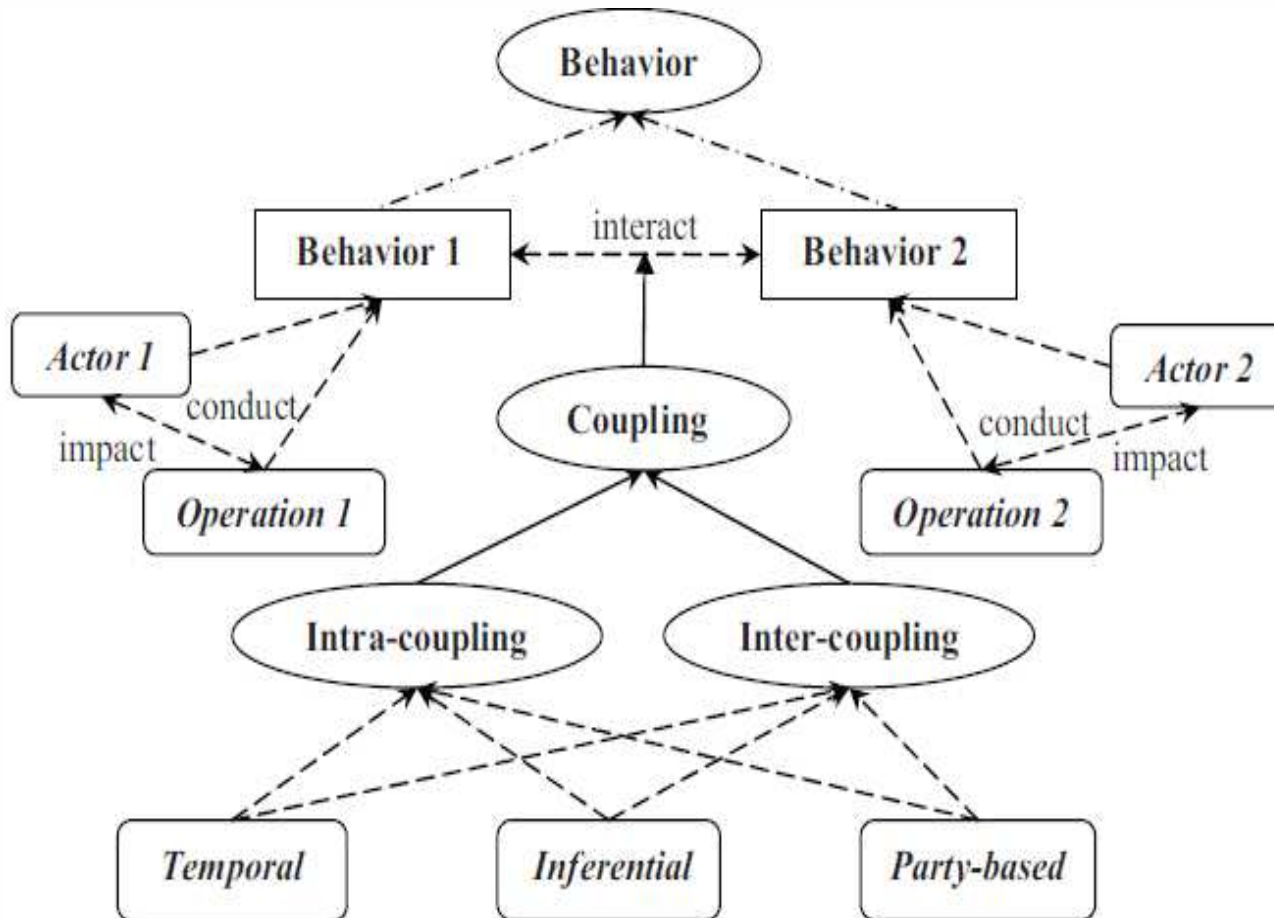 Behavior
interact
Behavior 1
Behavior 2
Actor 1
Actor 2
conduct
Coupling
conduct
impact
impact
Operation 1
Operation 2
Intra-coupling
Inter-coupling
Temporal
Inferential
Party-based